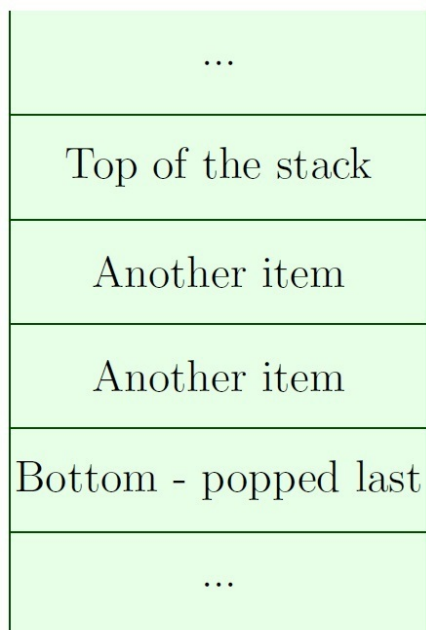 ...
Top of the stack
Another item
Another item
Bottom - popped last
...